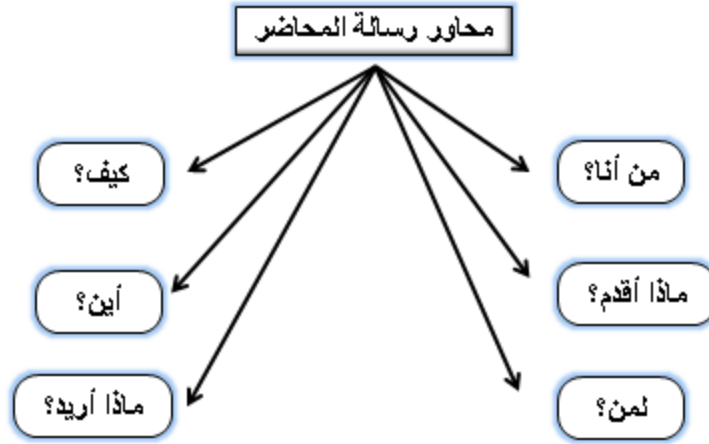 محاور رسالة المحاضر
من أنا؟
ماذا أقدم؟
لمن؟
كيف؟
أين؟
ماذا أريد؟